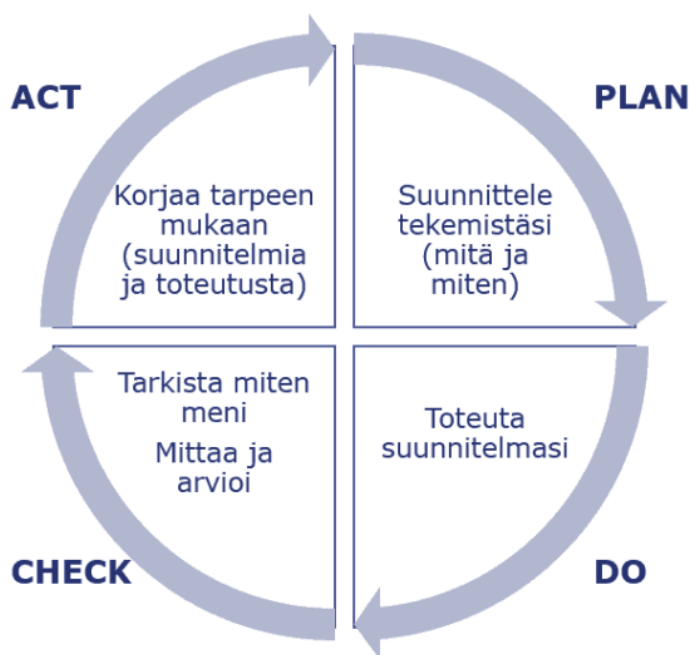 ACT
PLAN
Korjaa tarpeen
mukaan
(suunnitelmia
ja toteutusta)
Suunnittele
tekemistäsi
(mitä ja
miten)
Tarkista miten
meni
Mittaa ja
arvioi
Toteuta
suunnitelmasi
CHECK
DO